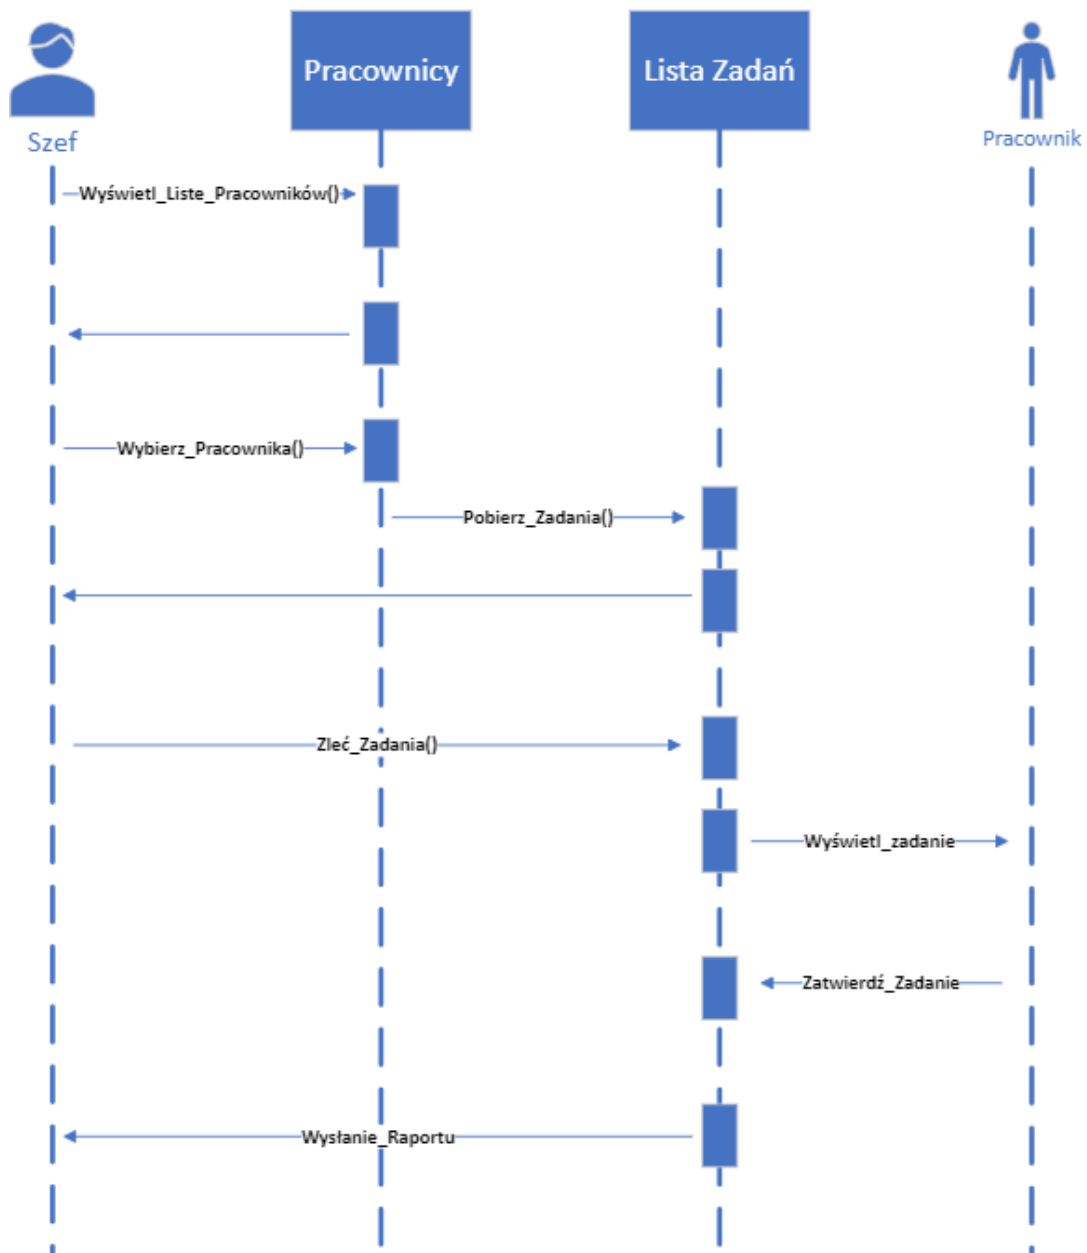 Pracownicy
Lista Zadań
Szef
Pracownik
Wyświetl_Liste_Pracowników()
Wybierz_Pracownika()
Pobierz_Zadania()
Zleć_Zadania()
Wyświetl_zadanie
Zatwierdź_Zadanie
Wysłanie_Raportu